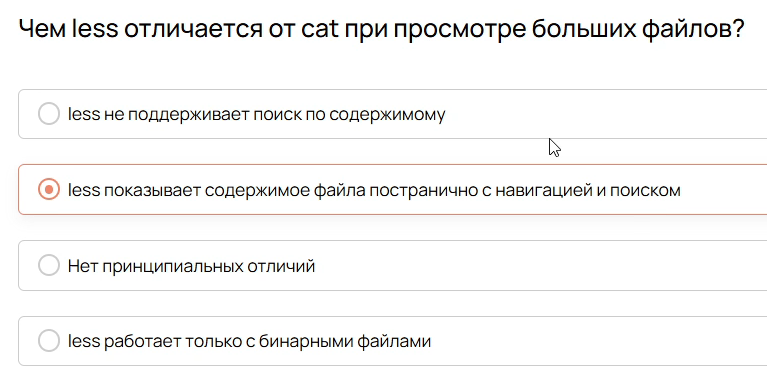 Чем less отличается от cat при просмотре больших файлов?
less не поддерживает поиск по содержимому
less показывает содержимое файла постранично с навигацией и поиском
Нет принципиальных отличий
less работает только с бинарными файлами